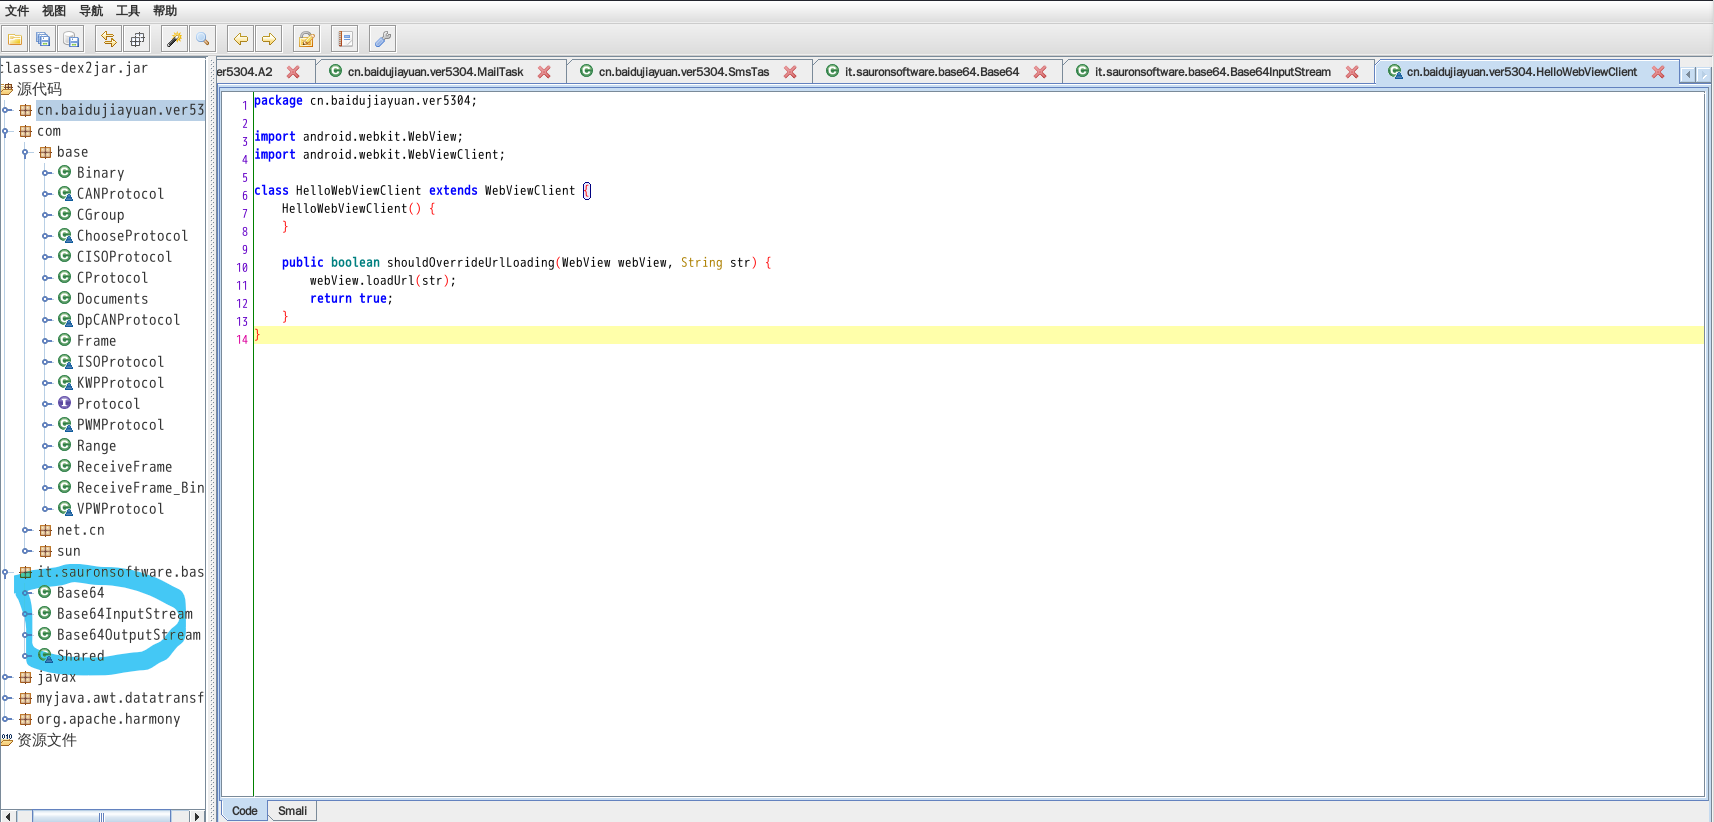 文件 视图 导航 工具 帮助
classes-dex2jar.jar
源代码
cn.baidujiayuan.ver53
com
base
Binary
CANProtocol
CGroup
ChooseProtocol
CISOProtocol
CProtocol
Documents
DpCANProtocol
Frame
ISOProtocol
KWPProtocol
Protocol
PWMProtocol
Range
ReceiveFrame
ReceiveFrame_Bin
VPWProtocol
net.cn
sun
it.sauronsoftware.bas
Base64
Base64InputStream
Base64OutputStream
Shared
javax
myjava.awt.datatransf
org.apache.harmony
资源文件
er5304.A2 cn.baidujiayuan.ver5304.MailTask cn.baidujiayuan.ver5304.SmsTas it.sauronsoftware.base64.Base64 it.sauronsoftware.base64.Base64InputStream cn.baidujiayuan.ver5304.HelloWebViewClient
1 package cn.baidujiayuan.ver5304;
2
3 import android.webkit.WebView;
4 import android.webkit.WebViewClient;
5
6 class HelloWebViewClient extends WebViewClient {
7 HelloWebViewClient() {
8 }
9
10 public boolean shouldOverrideUrlLoading(WebView webView, String str) {
11 webView.loadUrl(str);
12 return true;
13 }
14 }
Code Smali